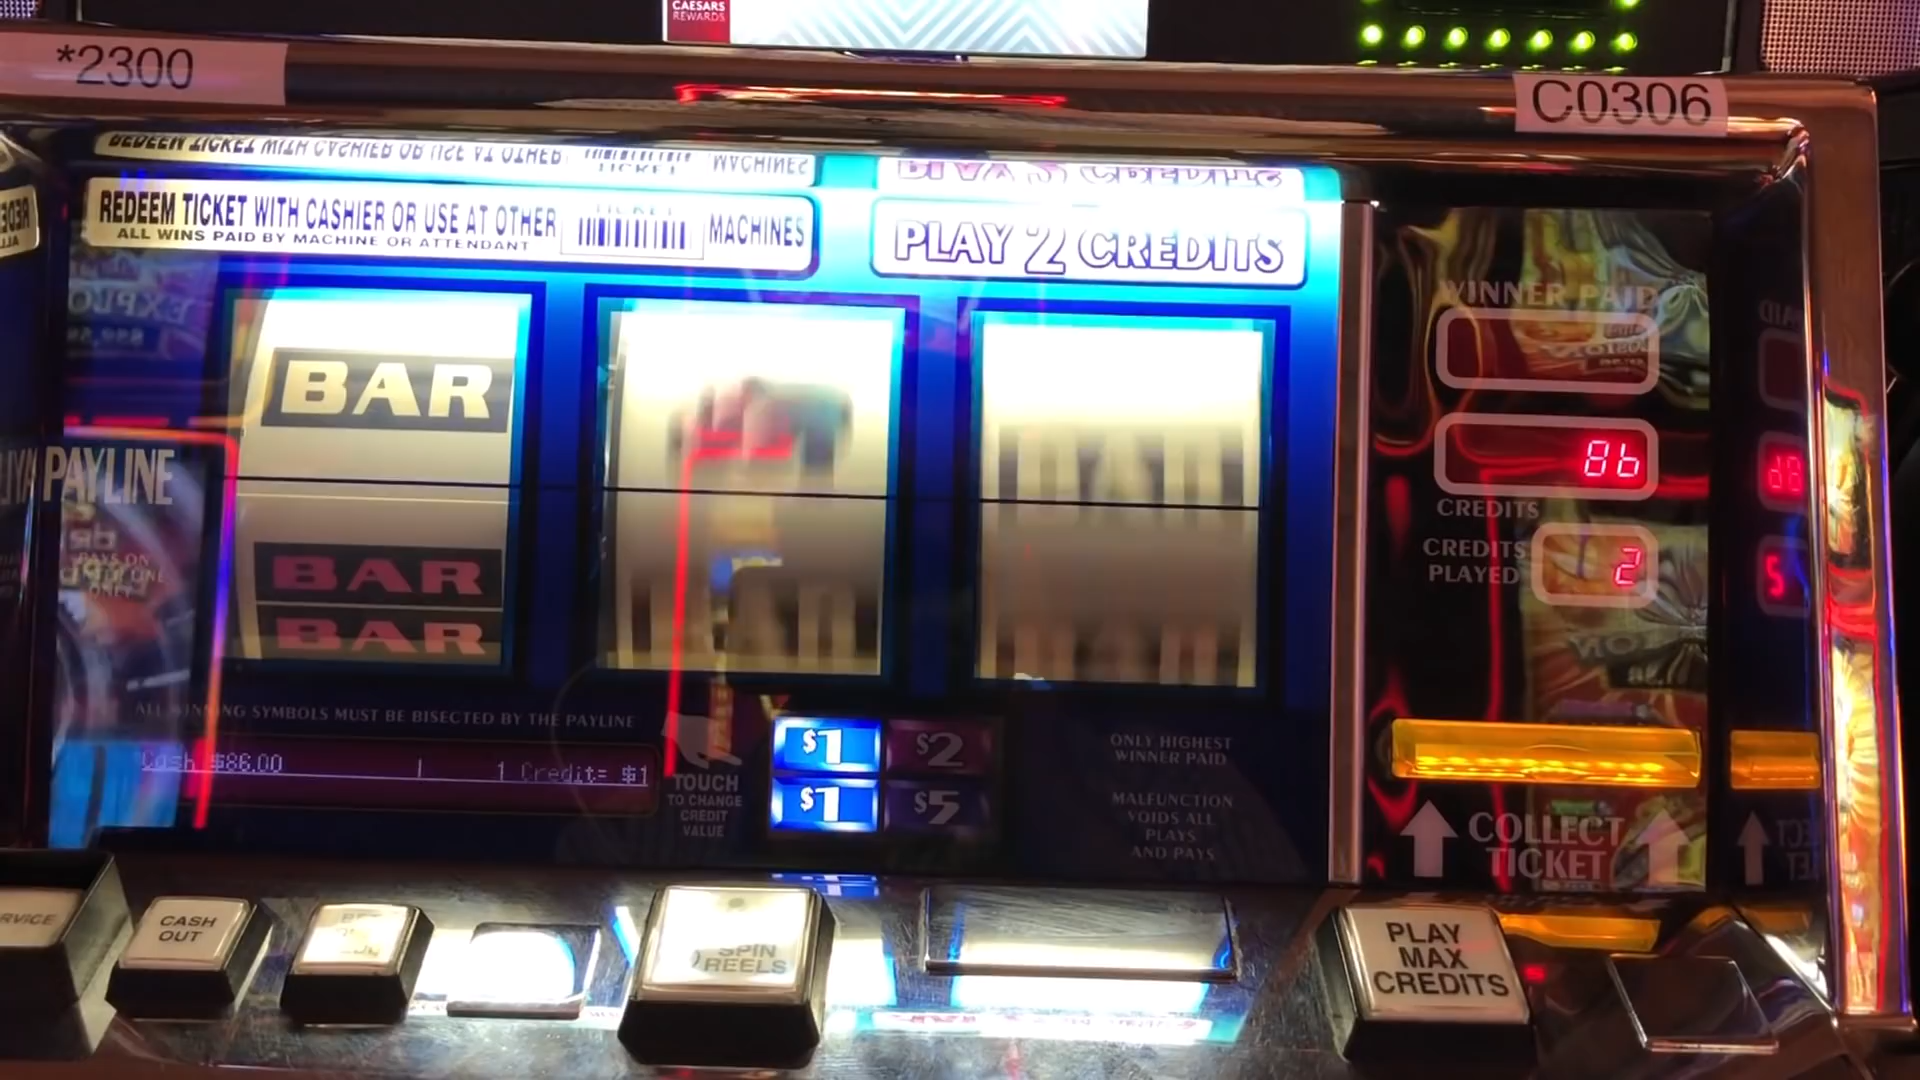 CAESARS
REWARDS
*2300
C0306
REDEEM TICKET WITH CASHIER OR USE AT OTHER MACHINES
ALL WINS PAID BY MACHINE OR ATTENDANT
PLAY 2 CREDITS
WINNER PAID
BAR
PAYLINE
86
CREDITS
CREDITS
PLAYED
2
BAR
BAR
ALL WINNING SYMBOLS MUST BE BISECTED BY THE PAYLINE
Cash $86.00 1 Credit= $1
TOUCH
TO CHANGE
CREDIT
VALUE
$1 $2
$1 $5
ONLY HIGHEST
WINNER PAID
MALFUNCTION
VOIDS ALL
PLAYS
AND PAYS
COLLECT
TICKET
CASH
OUT
SPIN
REELS
PLAY
MAX
CREDITS